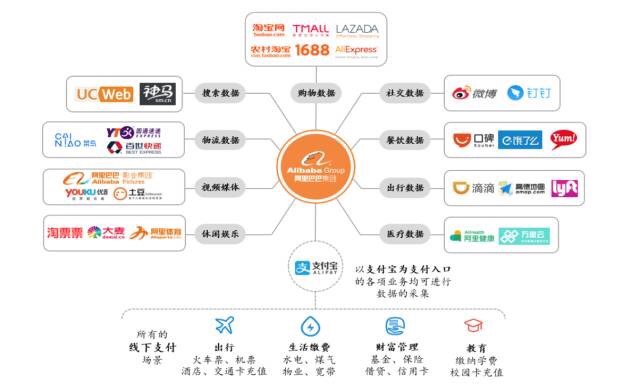 淘宝网 TMALL LAZADA
taobao.com
农村淘宝 1688 AliExpress
cun.taobao.com
购物数据
UC Web 神马
sm.cn
搜索数据
社交数据
微博 钉钉
CAI NIAO 菜鸟
YTO 圆通速递
EXPRESS
百世快递
BEST EXPRESS
物流数据
餐饮数据
口碑 饿了么 Yum!
Koubei
Alibaba Group
阿里巴巴集团
阿里巴巴 影业集团
Alibaba Pictures
YOUKU 优酷 土豆
视频媒体
出行数据
滴滴 高德地图 lyft
amap.com
淘票票 大麦 阿里体育
damai.cn Alisports.com
休闲娱乐
医疗数据
AliHealth
阿里健康 万里云
支付宝
ALIPAY
以支付宝为支付入口
的各项业务均可进行
数据的采集
所有的
线下支付
场景
出行
火车票、机票
酒店、交通卡充值
生活缴费
水电、煤气
物业、宽带
财富管理
基金、保险
借贷、信用卡
教育
缴纳学费
校园卡充值